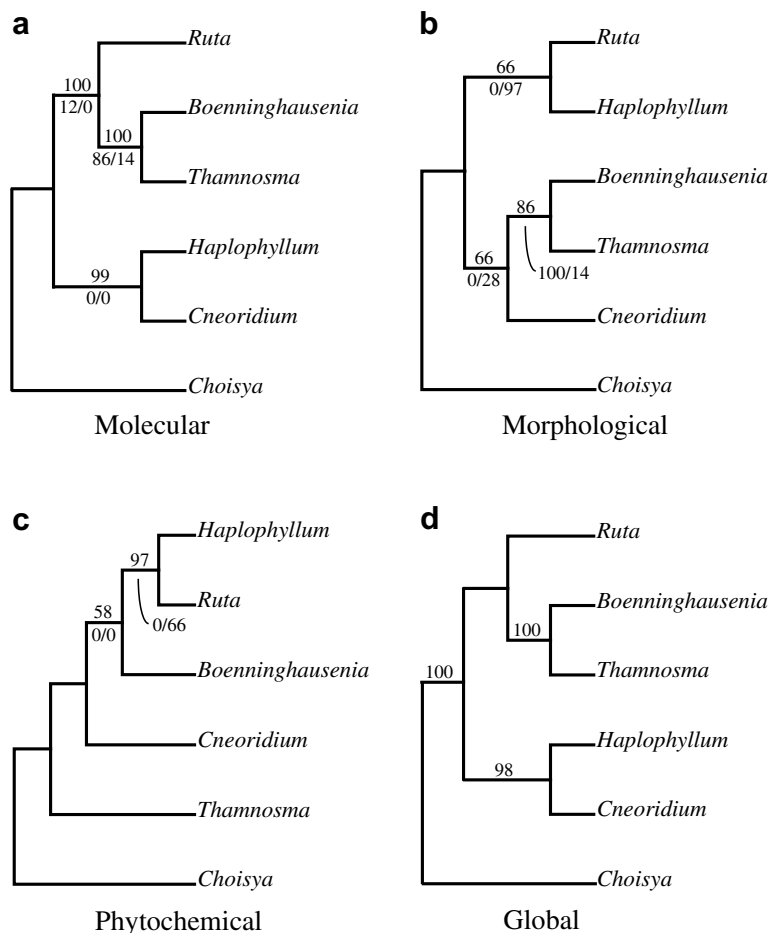 a
Ruta
100
12/0
Boenninghausenia
100
86/14
Thamnosma
Haplophyllum
99
0/0
Cneoridium
Choisya
Molecular
b
Ruta
66
0/97
Haplophyllum
Boenninghausenia
86
Thamnosma
66
100/14
0/28
Cneoridium
Choisya
Morphological
c
Haplophyllum
97
Ruta
58
0/66
0/0
Boenninghausenia
Cneoridium
Thamnosma
Choisya
Phytochemical
d
Ruta
Boenninghausenia
100
Thamnosma
100
Haplophyllum
98
Cneoridium
Choisya
Global